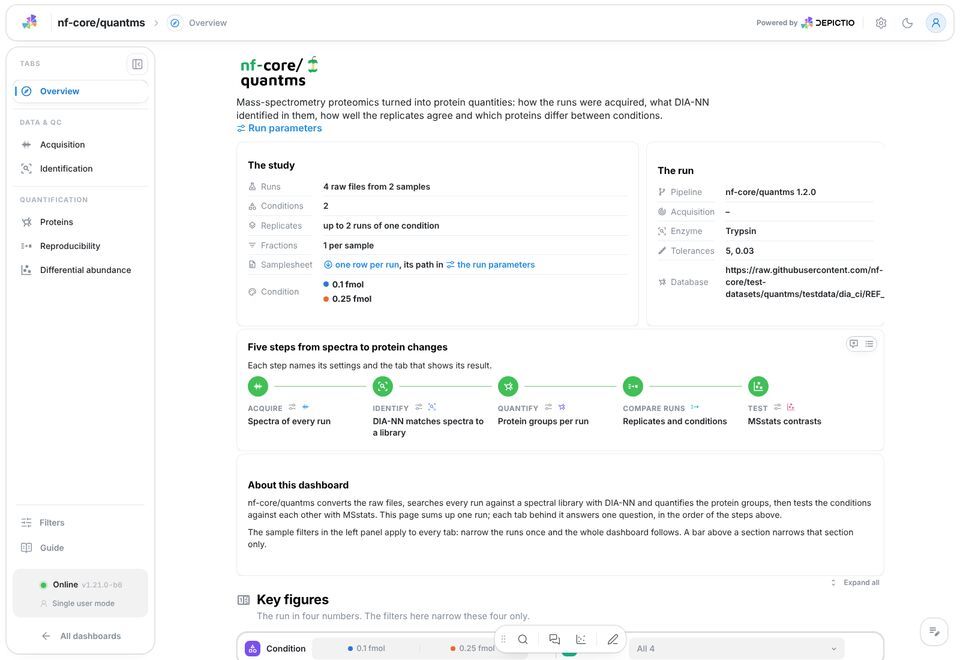 nf-core/quantms
Overview
Powered by DEPICTIO
TABS
Overview
DATA & QC
Acquisition
Identification
QUANTIFICATION
Proteins
Reproducibility
Differential abundance
Filters
Guide
Online v1.21.0-b6
Single user mode
All dashboards
nf-core/
quantms
Mass-spectrometry proteomics turned into protein quantities: how the runs were acquired, what DIA-NN
identified in them, how well the replicates agree and which proteins differ between conditions.
Run parameters
The study
Runs 4 raw files from 2 samples
Conditions 2
Replicates up to 2 runs of one condition
Fractions 1 per sample
Samplesheet one row per run, its path in the run parameters
Condition
0.1 fmol
0.25 fmol
The run
Pipeline nf-core/quantms 1.2.0
Acquisition –
Enzyme Trypsin
Tolerances 5, 0.03
Database
https://raw.githubusercontent.com/nf-
core/test-
datasets/quantms/testdata/dia_ci/REF_
Five steps from spectra to protein changes
Each step names its settings and the tab that shows its result.
ACQUIRE
Spectra of every run
IDENTIFY
DIA-NN matches spectra to
a library
QUANTIFY
Protein groups per run
COMPARE RUNS
Replicates and conditions
TEST
MSstats contrasts
About this dashboard
nf-core/quantms converts the raw files, searches every run against a spectral library with DIA-NN and quantifies the protein groups, then tests the conditions
against each other with MSstats. This page sums up one run; each tab behind it answers one question, in the order of the steps above.
The sample filters in the left panel apply to every tab: narrow the runs once and the whole dashboard follows. A bar above a section narrows that section
only.
Expand all
Key figures
The run in four numbers. The filters here narrow these four only.
Condition 0.1 fmol 0.25 fmol All 4